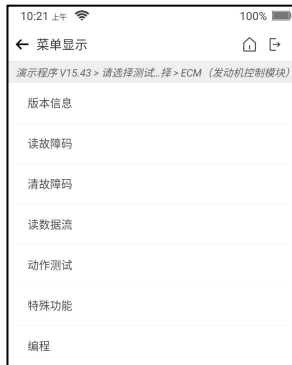 10:21 上午 100%
菜单显示
演示程序 V15.43 > 请选择测试...择 > ECM（发动机控制模块）
版本信息
读故障码
清故障码
读数据流
动作测试
特殊功能
编程